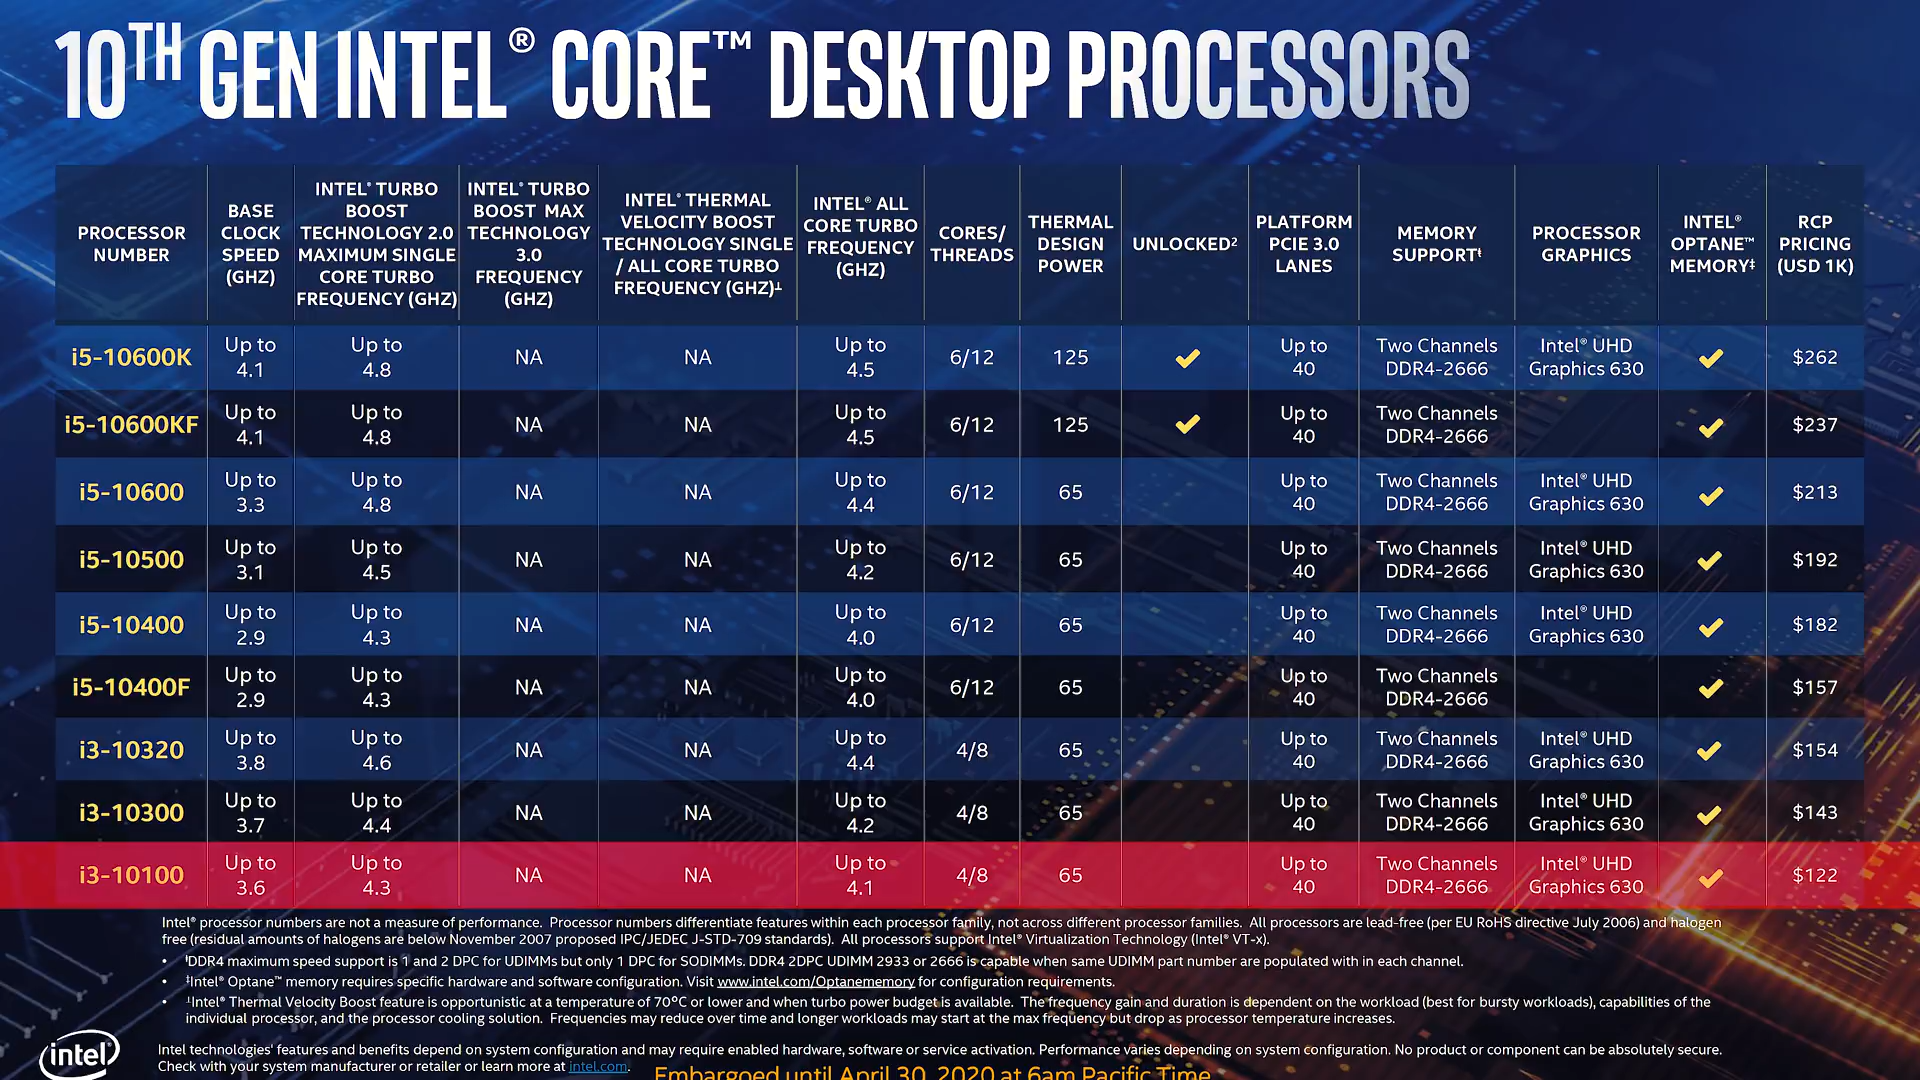 10TH GEN INTEL® CORE™ DESKTOP PROCESSORS
PROCESSOR NUMBER
BASE CLOCK SPEED (GHZ)
INTEL® TURBO BOOST TECHNOLOGY 2.0 MAXIMUM SINGLE CORE TURBO FREQUENCY (GHZ)
INTEL® TURBO BOOST MAX TECHNOLOGY 3.0 FREQUENCY (GHZ)
INTEL® THERMAL VELOCITY BOOST TECHNOLOGY SINGLE / ALL CORE TURBO FREQUENCY (GHZ)┴
INTEL® ALL CORE TURBO FREQUENCY (GHZ)
CORES/ THREADS
THERMAL DESIGN POWER
UNLOCKED²
PLATFORM PCIE 3.0 LANES
MEMORY SUPPORTƚ
PROCESSOR GRAPHICS
INTEL® OPTANE™ MEMORY‡
RCP PRICING (USD 1K)
i5-10600K Up to 4.1 Up to 4.8 NA NA Up to 4.5 6/12 125 ✓ Up to 40 Two Channels DDR4-2666 Intel® UHD Graphics 630 ✓ $262
i5-10600KF Up to 4.1 Up to 4.8 NA NA Up to 4.5 6/12 125 ✓ Up to 40 Two Channels DDR4-2666 ✓ $237
i5-10600 Up to 3.3 Up to 4.8 NA NA Up to 4.4 6/12 65 Up to 40 Two Channels DDR4-2666 Intel® UHD Graphics 630 ✓ $213
i5-10500 Up to 3.1 Up to 4.5 NA NA Up to 4.2 6/12 65 Up to 40 Two Channels DDR4-2666 Intel® UHD Graphics 630 ✓ $192
i5-10400 Up to 2.9 Up to 4.3 NA NA Up to 4.0 6/12 65 Up to 40 Two Channels DDR4-2666 Intel® UHD Graphics 630 ✓ $182
i5-10400F Up to 2.9 Up to 4.3 NA NA Up to 4.0 6/12 65 Up to 40 Two Channels DDR4-2666 ✓ $157
i3-10320 Up to 3.8 Up to 4.6 NA NA Up to 4.4 4/8 65 Up to 40 Two Channels DDR4-2666 Intel® UHD Graphics 630 ✓ $154
i3-10300 Up to 3.7 Up to 4.4 NA NA Up to 4.2 4/8 65 Up to 40 Two Channels DDR4-2666 Intel® UHD Graphics 630 ✓ $143
i3-10100 Up to 3.6 Up to 4.3 NA NA Up to 4.1 4/8 65 Up to 40 Two Channels DDR4-2666 Intel® UHD Graphics 630 ✓ $122
Intel® processor numbers are not a measure of performance. Processor numbers differentiate features within each processor family, not across different processor families. All processors are lead-free (per EU RoHS directive July 2006) and halogen
free (residual amounts of halogens are below November 2007 proposed IPC/JEDEC J-STD-709 standards). All processors support Intel® Virtualization Technology (Intel® VT-x).
• ƚDDR4 maximum speed support is 1 and 2 DPC for UDIMMs but only 1 DPC for SODIMMs. DDR4 2DPC UDIMM 2933 or 2666 is capable when same UDIMM part number are populated with in each channel.
• ‡Intel® Optane™ memory requires specific hardware and software configuration. Visit www.intel.com/Optanememory for configuration requirements.
• ┴Intel® Thermal Velocity Boost feature is opportunistic at a temperature of 70°C or lower and when turbo power budget is available. The frequency gain and duration is dependent on the workload (best for bursty workloads), capabilities of the
individual processor, and the processor cooling solution. Frequencies may reduce over time and longer workloads may start at the max frequency but drop as processor temperature increases.
intel
Intel technologies' features and benefits depend on system configuration and may require enabled hardware, software or service activation. Performance varies depending on system configuration. No product or component can be absolutely secure.
Check with your system manufacturer or retailer or learn more at intel.com.
Embargoed until April 30, 2020 at 6am Pacific Time